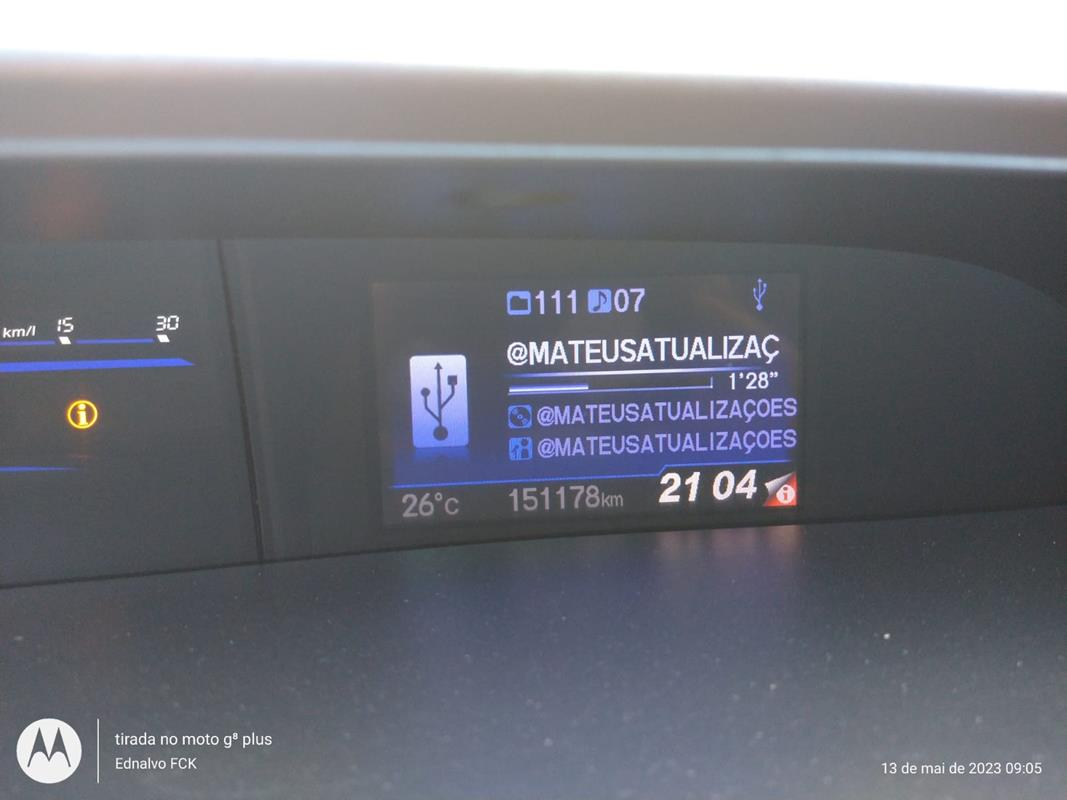 111 07
@MATEUSATUALIZAÇ
1'28"
@MATEUSATUALIZAÇOES
@MATEUSATUALIZAÇOES
26°C 151178km 21 04
km/l 15 30
tirada no moto g⁸ plus
Ednalvo FCK
13 de mai de 2023 09:05